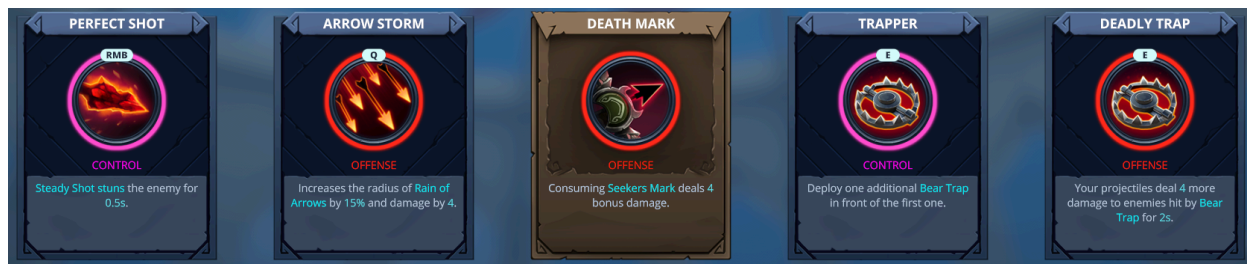 PERFECT SHOT
RMB
CONTROL
Steady Shot stuns the enemy for
0.5s.
ARROW STORM
Q
OFFENSE
Increases the radius of Rain of
Arrows by 15% and damage by 4.
DEATH MARK
OFFENSE
Consuming Seekers Mark deals 4
bonus damage.
TRAPPER
E
CONTROL
Deploy one additional Bear Trap
in front of the first one.
DEADLY TRAP
E
OFFENSE
Your projectiles deal 4 more
damage to enemies hit by Bear
Trap for 2s.